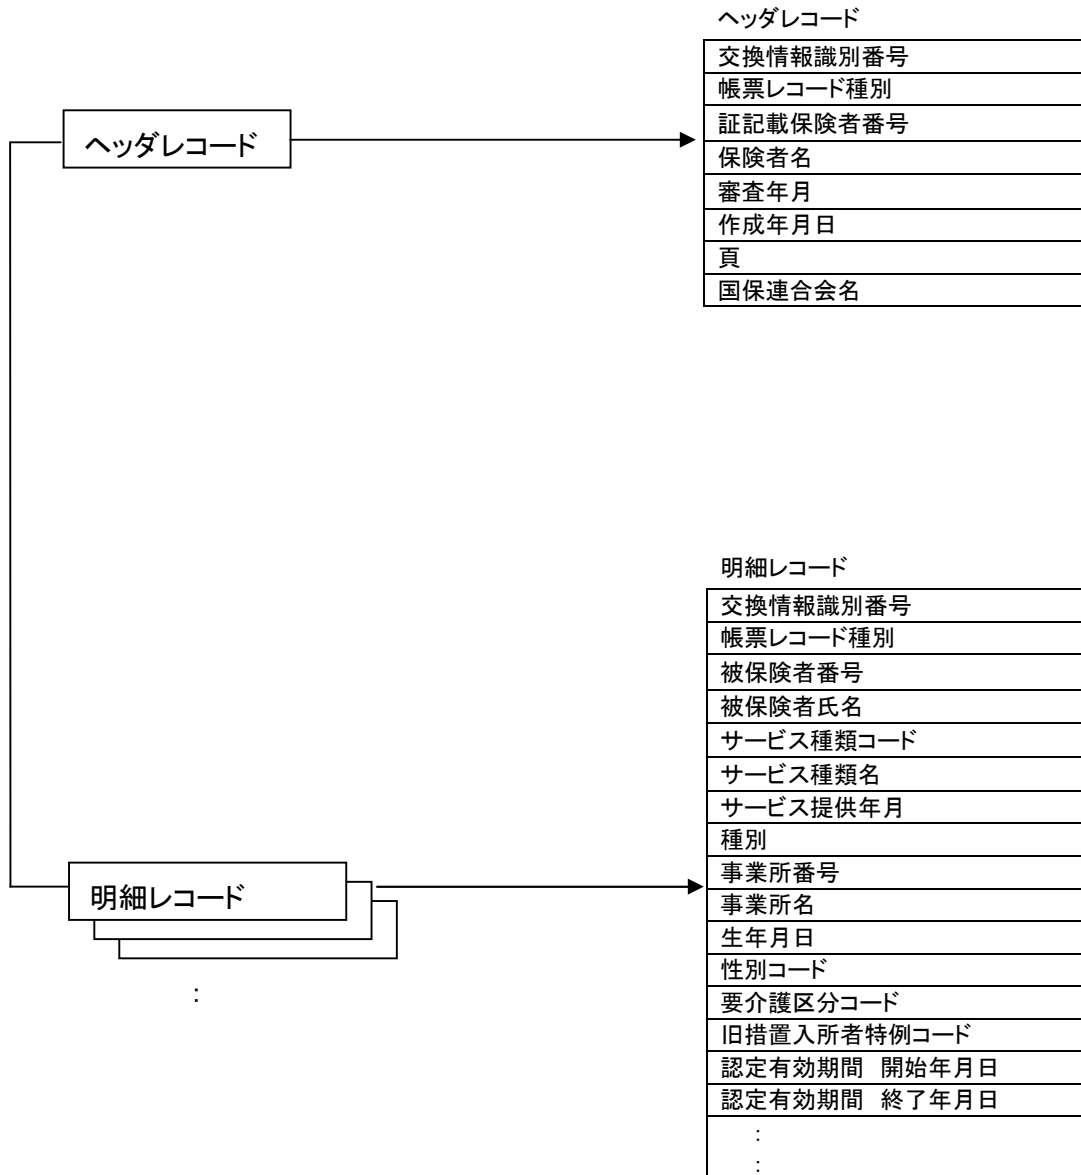 ヘッダレコード
交換情報識別番号
帳票レコード種別
証記載保険者番号
保険者名
審査年月
作成年月日
頁
国保連合会名
ヘッダレコード
明細レコード
交換情報識別番号
帳票レコード種別
被保険者番号
被保険者氏名
サービス種類コード
サービス種類名
サービス提供年月
種別
事業所番号
事業所名
生年月日
性別コード
要介護区分コード
旧措置入所者特例コード
認定有効期間　開始年月日
認定有効期間　終了年月日
:
:
明細レコード
: